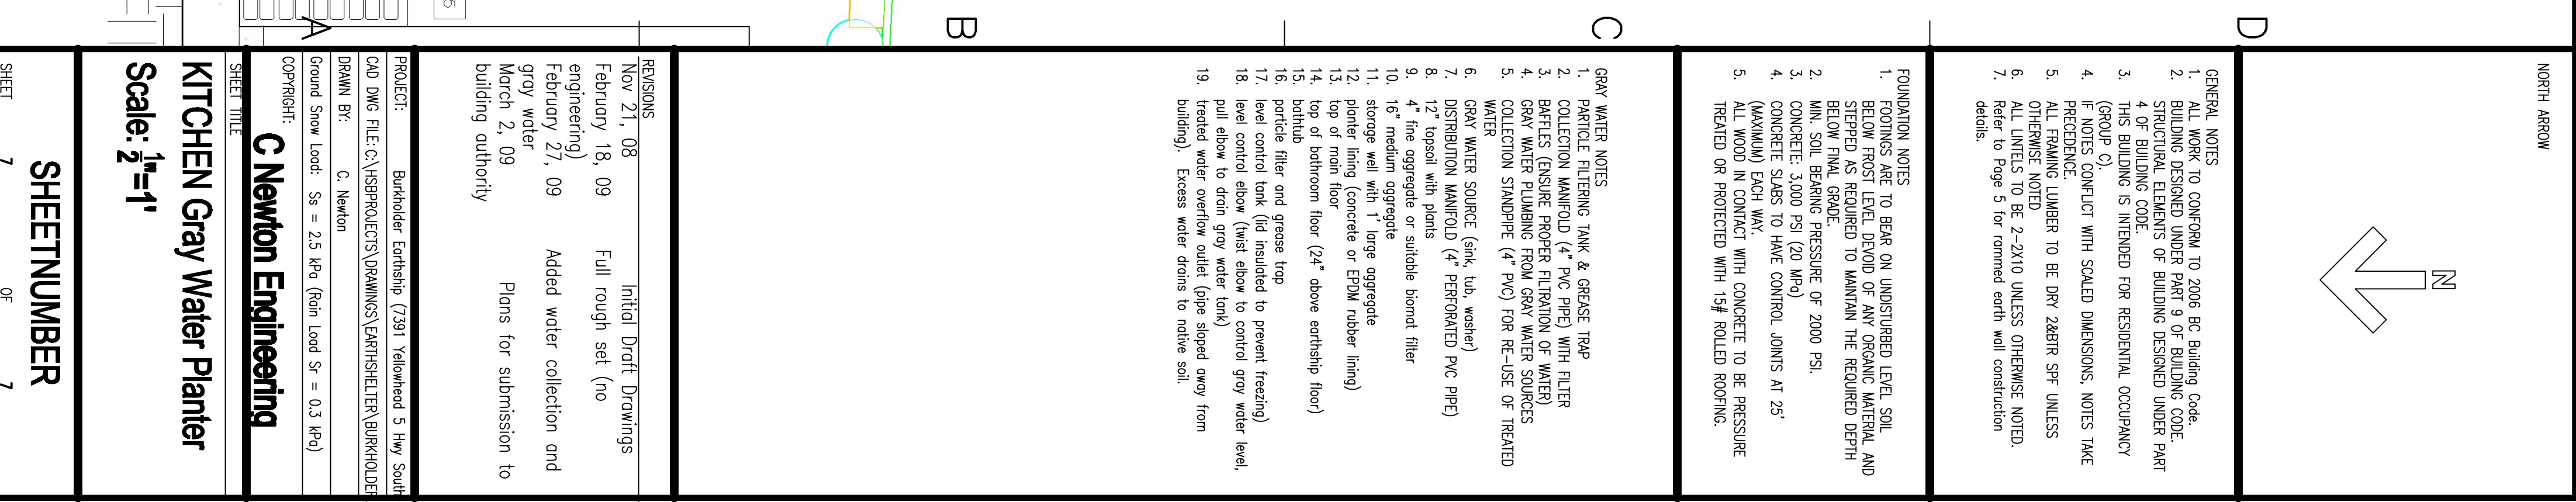 D
C
B
A
NORTH ARROW
N
GENERAL NOTES
1. ALL WORK TO CONFORM TO 2006 BC Building Code.
2. BUILDING DESIGNED UNDER PART 9 OF BUILDING CODE.
STRUCTURAL ELEMENTS OF BUILDING DESIGNED UNDER PART
4 OF BUILDING CODE.
3. THIS BUILDING IS INTENDED FOR RESIDENTIAL OCCUPANCY
(GROUP C).
4. IF NOTES CONFLICT WITH SCALED DIMENSIONS, NOTES TAKE
PRECEDENCE.
5. ALL FRAMING LUMBER TO BE DRY 2&BTR SPF UNLESS
OTHERWISE NOTED
6. ALL LINTELS TO BE 2-2X10 UNLESS OTHERWISE NOTED.
7. Refer to Page 5 for rammed earth wall construction
details.
FOUNDATION NOTES
1. FOOTINGS ARE TO BEAR ON UNDISTURBED LEVEL SOIL
BELOW FROST LEVEL DEVOID OF ANY ORGANIC MATERIAL AND
STEPPED AS REQUIRED TO MAINTAIN THE REQUIRED DEPTH
BELOW FINAL GRADE.
2. MIN. SOIL BEARING PRESSURE OF 2000 PSI.
3. CONCRETE: 3,000 PSI (20 MPa)
4. CONCRETE SLABS TO HAVE CONTROL JOINTS AT 25'
(MAXIMUM) EACH WAY.
5. ALL WOOD IN CONTACT WITH CONCRETE TO BE PRESSURE
TREATED OR PROTECTED WITH 15# ROLLED ROOFING.
GRAY WATER NOTES
1. PARTICLE FILTERING TANK & GREASE TRAP
2. COLLECTION MANIFOLD (4" PVC PIPE) WITH FILTER
3. BAFFLES (ENSURE PROPER FILTRATION OF WATER)
4. GRAY WATER PLUMBING FROM GRAY WATER SOURCES
5. COLLECTION STANDPIPE (4" PVC) FOR RE-USE OF TREATED
WATER
6. GRAY WATER SOURCE (sink, tub, washer)
7. DISTRIBUTION MANIFOLD (4" PERFORATED PVC PIPE)
8. 12" topsoil with plants
9. 4" fine aggregate or suitable biomat filter
10. 16" medium aggregate
11. storage well with 1' large aggregate
12. planter lining (concrete or EPDM rubber lining)
13. top of main floor
14. top of bathroom floor (24" above earthship floor)
15. bathtub
16. particle filter and grease trap
17. level control tank (lid insulated to prevent freezing)
18. level control elbow (twist elbow to control gray water level,
pull elbow to drain gray water tank)
19. treated water overflow outlet (pipe sloped away from
building). Excess water drains to native soil.
REVISIONS
Nov 21, 08 Initial Draft Drawings
February 18, 09 Full rough set (no
engineering)
February 27, 09 Added water collection and
gray water
March 2, 09 Plans for submission to
building authority
PROJECT: Burkholder Earthship (7391 Yellowhead 5 Hwy South
CAD DWG FILE: C:\HSBPROJECTS\DRAWINGS\EARTHSHELTER\BURKHOLDER
DRAWN BY: C. Newton
Ground Snow Load: Ss = 2.5 kPa (Rain Load Sr = 0.3 kPa)
COPYRIGHT:
C Newton Engineering
SHEET TITLE
KITCHEN Gray Water Planter
Scale: 1/2"=1'
SHEETNUMBER
SHEET 7 OF 7